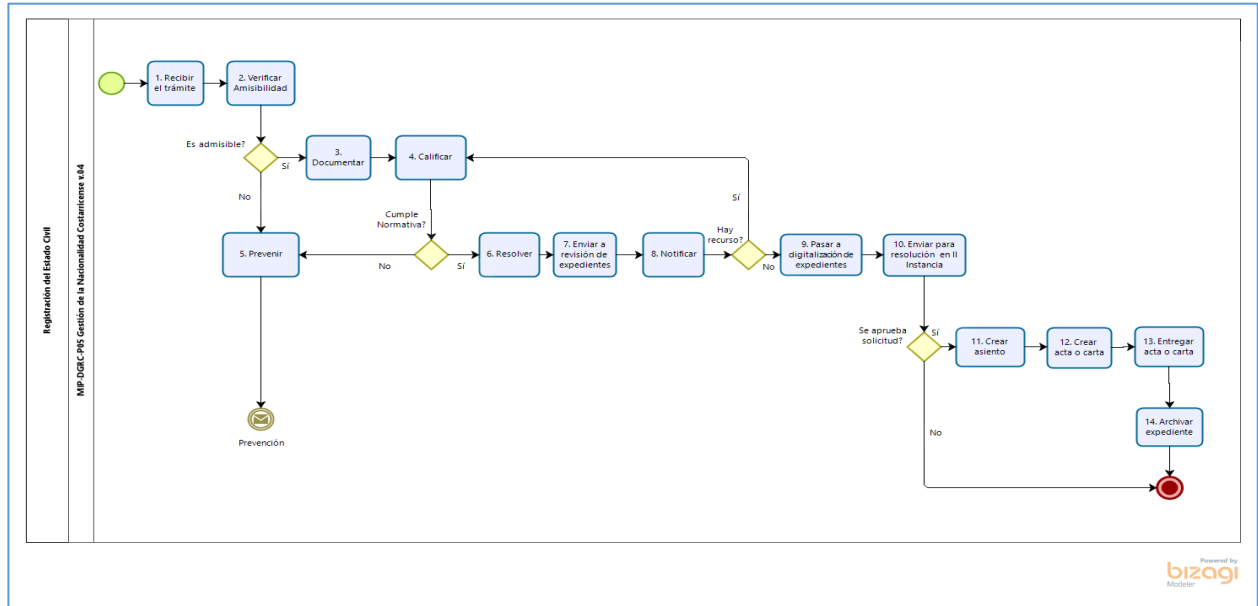 Registración del Estado Civil
MIP-DGRC-P05 Gestión de la Nacionalidad Costarricense v.04
1. Recibir
el trámite
2. Verificar
Amisibilidad
Es admisible?
Sí
No
3.
Documentar
4. Calificar
Cumple
Normativa?
No
Sí
5. Prevenir
6. Resolver
7. Enviar a
revisión de
expedientes
8. Notificar
Hay
recurso?
Sí
No
9. Pasar a
digitalización de
expedientes
10. Enviar para
resolución en II
Instancia
Se aprueba
solicitud?
Sí
No
11. Crear
asiento
12. Crear
acta o carta
13. Entregar
acta o carta
14. Archivar
expediente
Prevención
Powered by
bizagi
Modeler